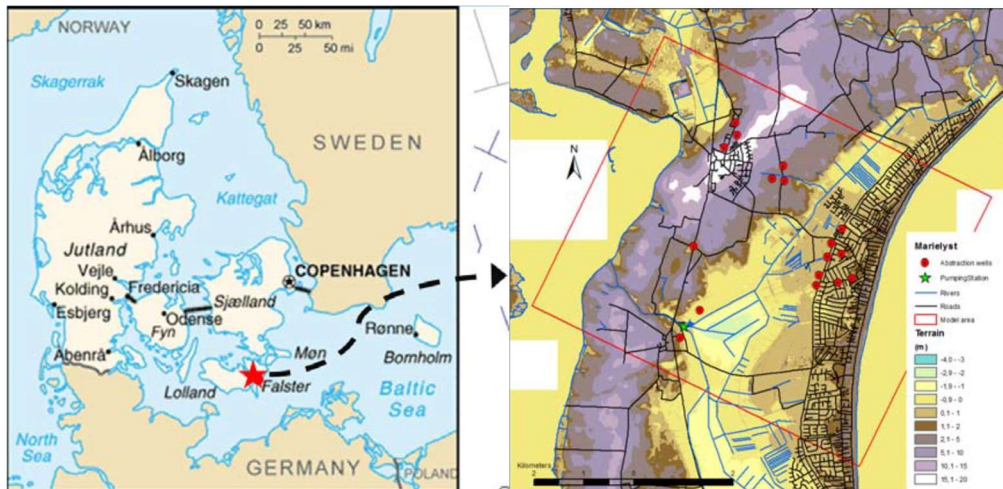 NORWAY
0 25 50 km
0 25 50 mi
Skagerrak
Skagen
SWEDEN
Ålborg
Kattegat
Århus
Jutland
COPENHAGEN
Vejle
Kolding
Fredericia
Sjælland
Esbjerg
Odense
Fyn
Rønne
Åbenrå
Møn
Bornholm
Lolland
Falster
Baltic
Sea
North
Sea
GERMANY
POLAND
N
Marielyst
Abstraction wells
PumpingStation
Rivers
Roads
Model area
Terrain
(m)
-4,0 - -3
-2,9 - -2
-1,9 - -1
-0,9 - 0
0,1 - 1
1,1 - 2
2,1 - 5
5,1 - 10
10,1 - 15
15,1 - 20
Kilometers
2 1 0 2